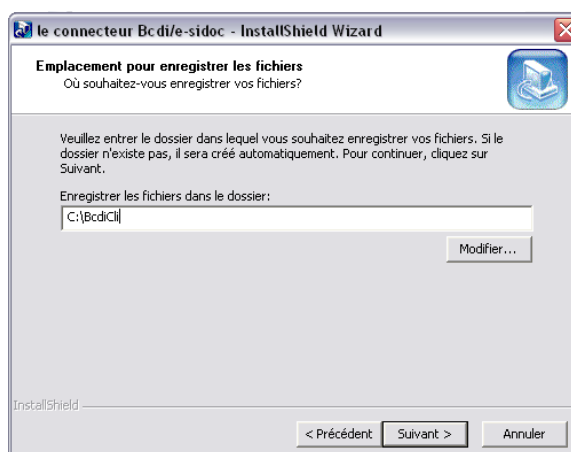 le connecteur Bcdi/e-sidoc - InstallShield Wizard
Emplacement pour enregistrer les fichiers
Où souhaitez-vous enregistrer vos fichiers?
Veuillez entrer le dossier dans lequel vous souhaitez enregistrer vos fichiers. Si le
dossier n'existe pas, il sera créé automatiquement. Pour continuer, cliquez sur
Suivant.
Enregistrer les fichiers dans le dossier:
C:\BcdiCli
Modifier...
InstallShield
< Précédent
Suivant >
Annuler